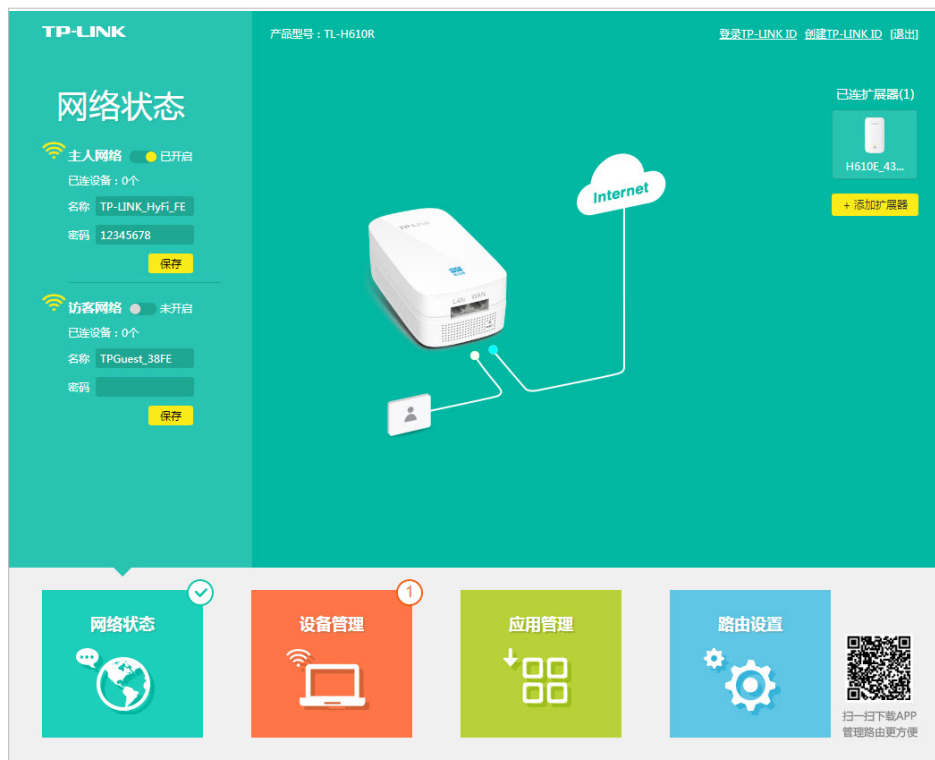 TP-LINK
产品型号：TL-H610R
登录TP-LINK ID 创建TP-LINK ID [退出]
网络状态
主人网络 已开启
已连设备：0个
名称 TP-LINK_HyFi_FE
密码 12345678
保存
访客网络 未开启
已连设备：0个
名称 TPGuest_38FE
密码
保存
TP-LINK
LAN WAN
Internet
已连扩展器(1)
H610E_43...
+ 添加扩展器
网络状态
设备管理
1
应用管理
路由设置
扫一扫下载APP
管理路由更方便